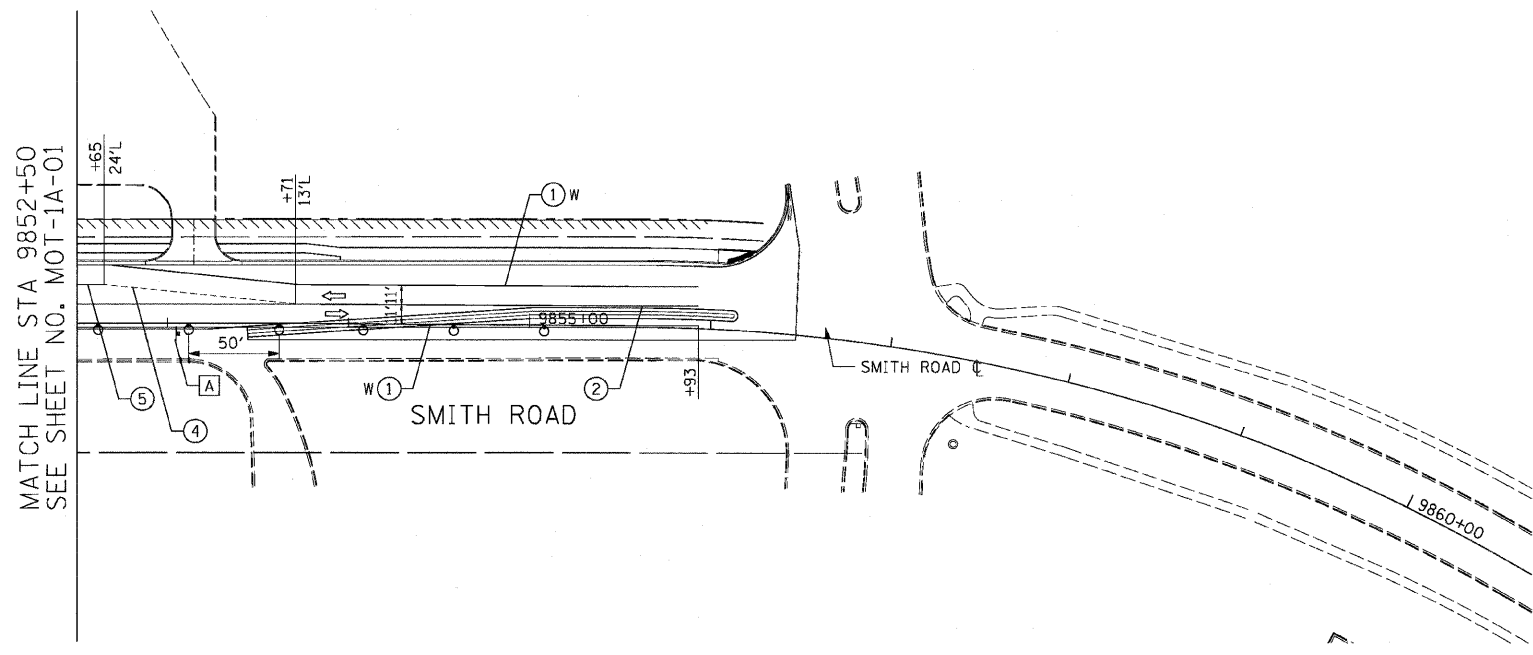 MATCH LINE STA 9852+50
SEE SHEET NO. MOT-1A-01
+65
24'L
+71
13'L
1 W
1'11'
9855+00
50'
A
W 1
2
+93
5
4
SMITH ROAD
SMITH ROAD ℄
9860+00